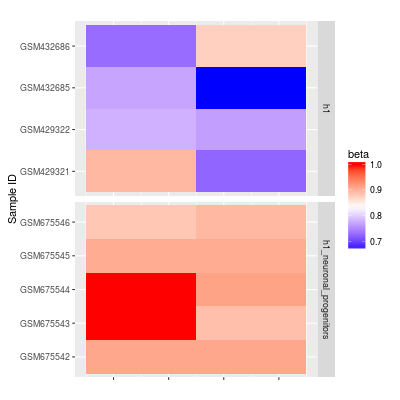 GSM432686
GSM432685
GSM429322
GSM429321
h1
GSM675546
GSM675545
GSM675544
GSM675543
GSM675542
h1_neuronal_progenitors
Sample ID
beta
1.0
0.9
0.8
0.7